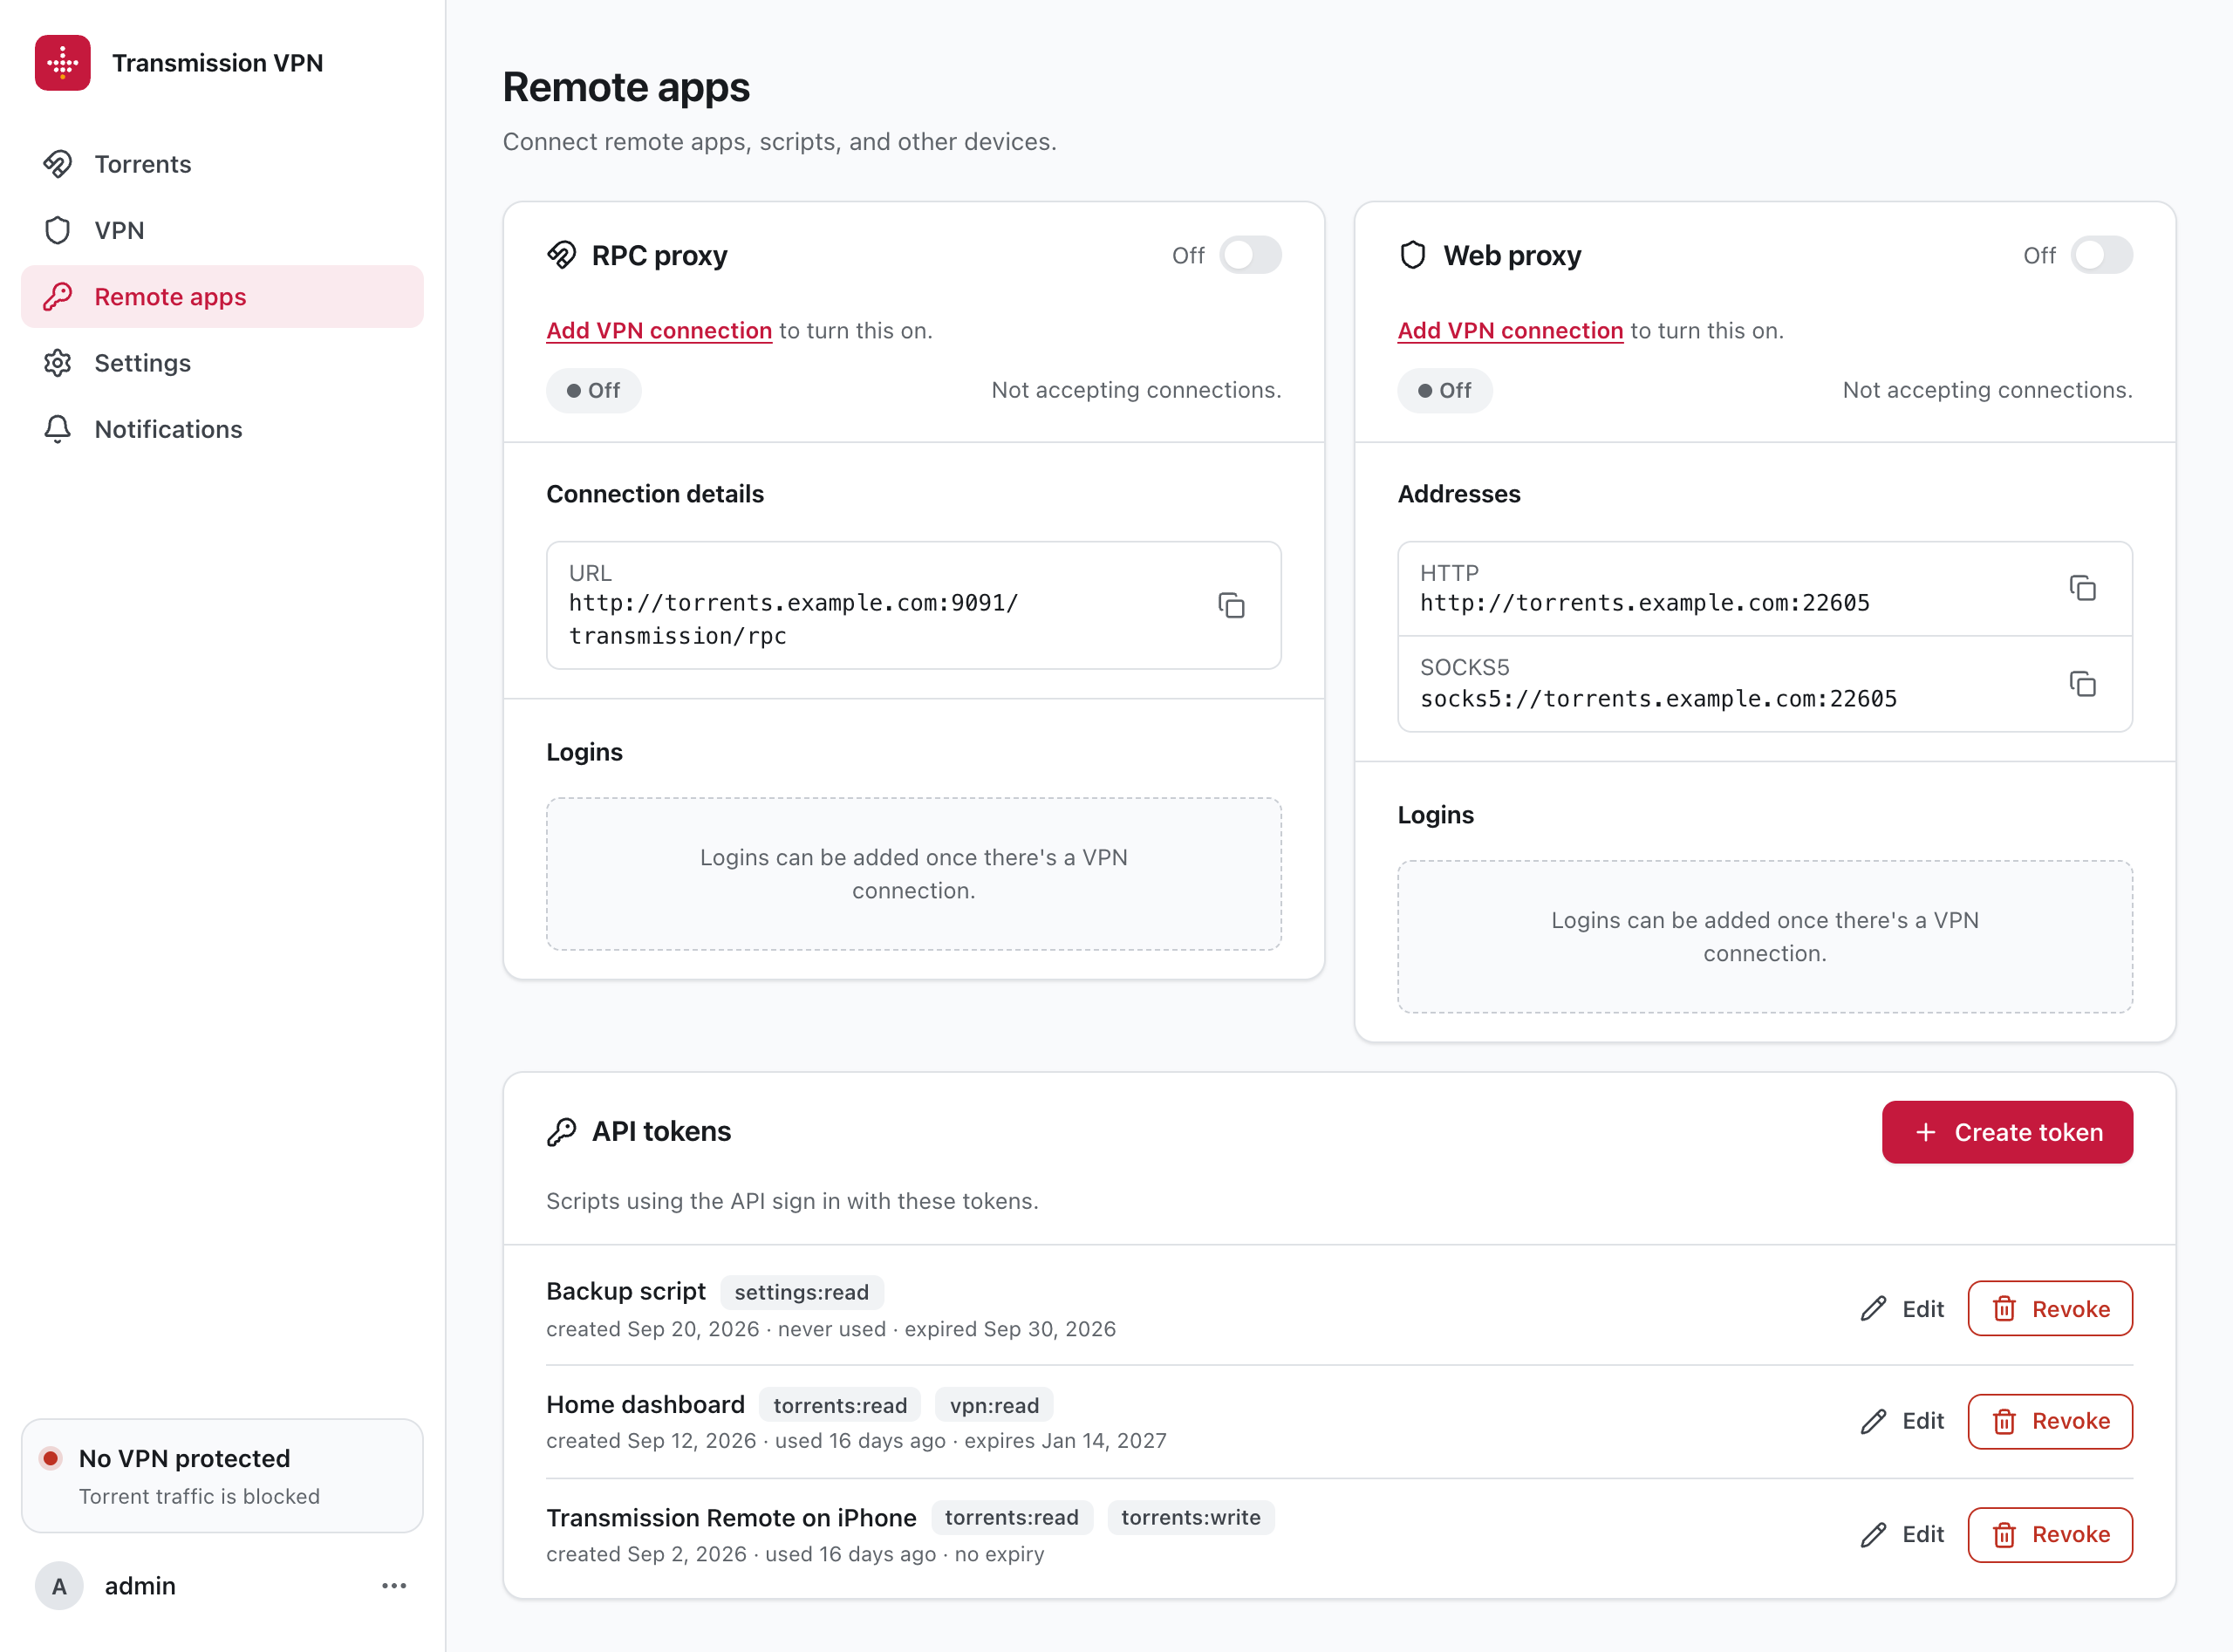 Transmission VPN
Torrents
VPN
Remote apps
Settings
Notifications
No VPN protected
Torrent traffic is blocked
A
admin
Remote apps
Connect remote apps, scripts, and other devices.
RPC proxy
Off
Add VPN connection to turn this on.
Off
Not accepting connections.
Connection details
URL
http://torrents.example.com:9091/
transmission/rpc
Logins
Logins can be added once there's a VPN
connection.
Web proxy
Off
Add VPN connection to turn this on.
Off
Not accepting connections.
Addresses
HTTP
http://torrents.example.com:22605
SOCKS5
socks5://torrents.example.com:22605
Logins
Logins can be added once there's a VPN
connection.
API tokens
Create token
Scripts using the API sign in with these tokens.
Backup script settings:read
created Sep 20, 2026 · never used · expired Sep 30, 2026
Edit
Revoke
Home dashboard torrents:read vpn:read
created Sep 12, 2026 · used 16 days ago · expires Jan 14, 2027
Edit
Revoke
Transmission Remote on iPhone torrents:read torrents:write
created Sep 2, 2026 · used 16 days ago · no expiry
Edit
Revoke